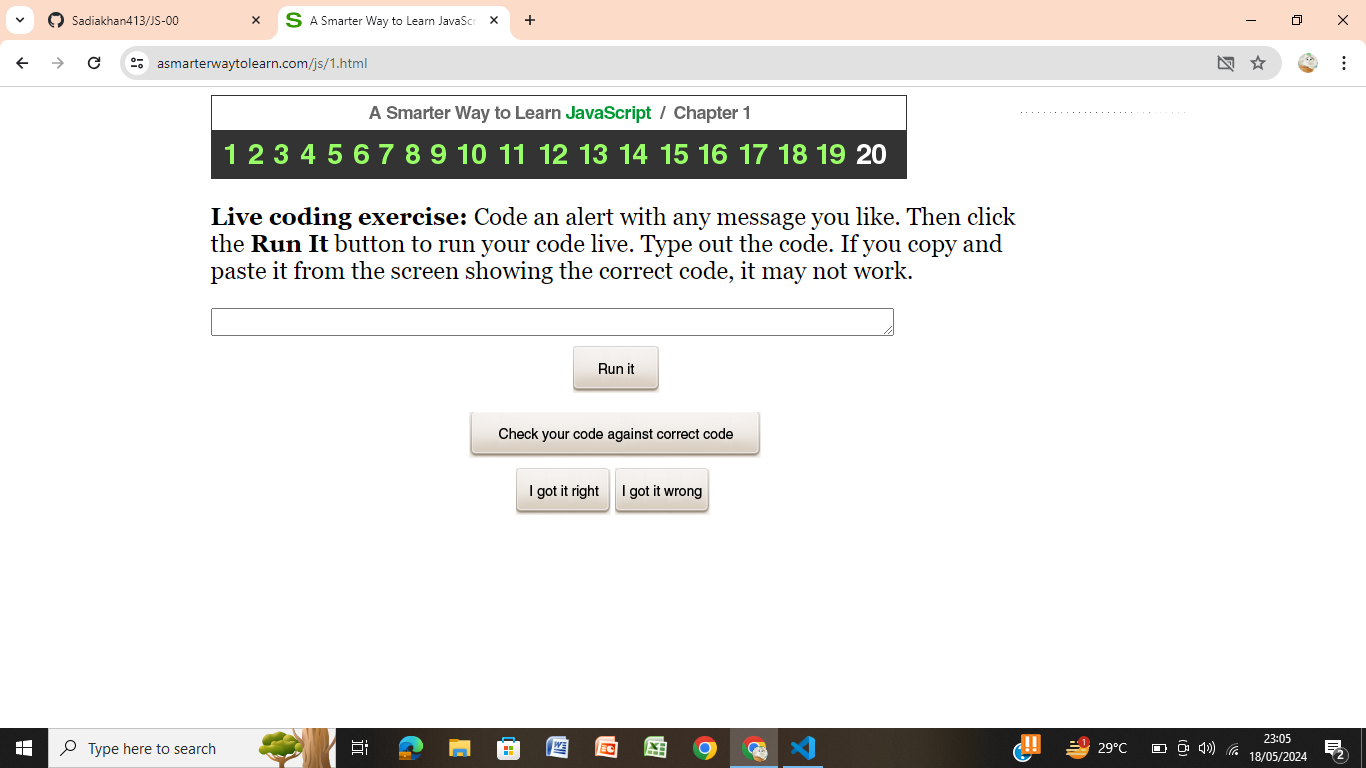 Sadiakhan413/JS-00
A Smarter Way to Learn JavaScr
asmarterwaytolearn.com/js/1.html
A Smarter Way to Learn JavaScript / Chapter 1
1 2 3 4 5 6 7 8 9 10 11 12 13 14 15 16 17 18 19 20
Live coding exercise: Code an alert with any message you like. Then click
the Run It button to run your code live. Type out the code. If you copy and
paste it from the screen showing the correct code, it may not work.
Run it
Check your code against correct code
I got it right
I got it wrong
Type here to search
1
29°C
23:05
18/05/2024
2